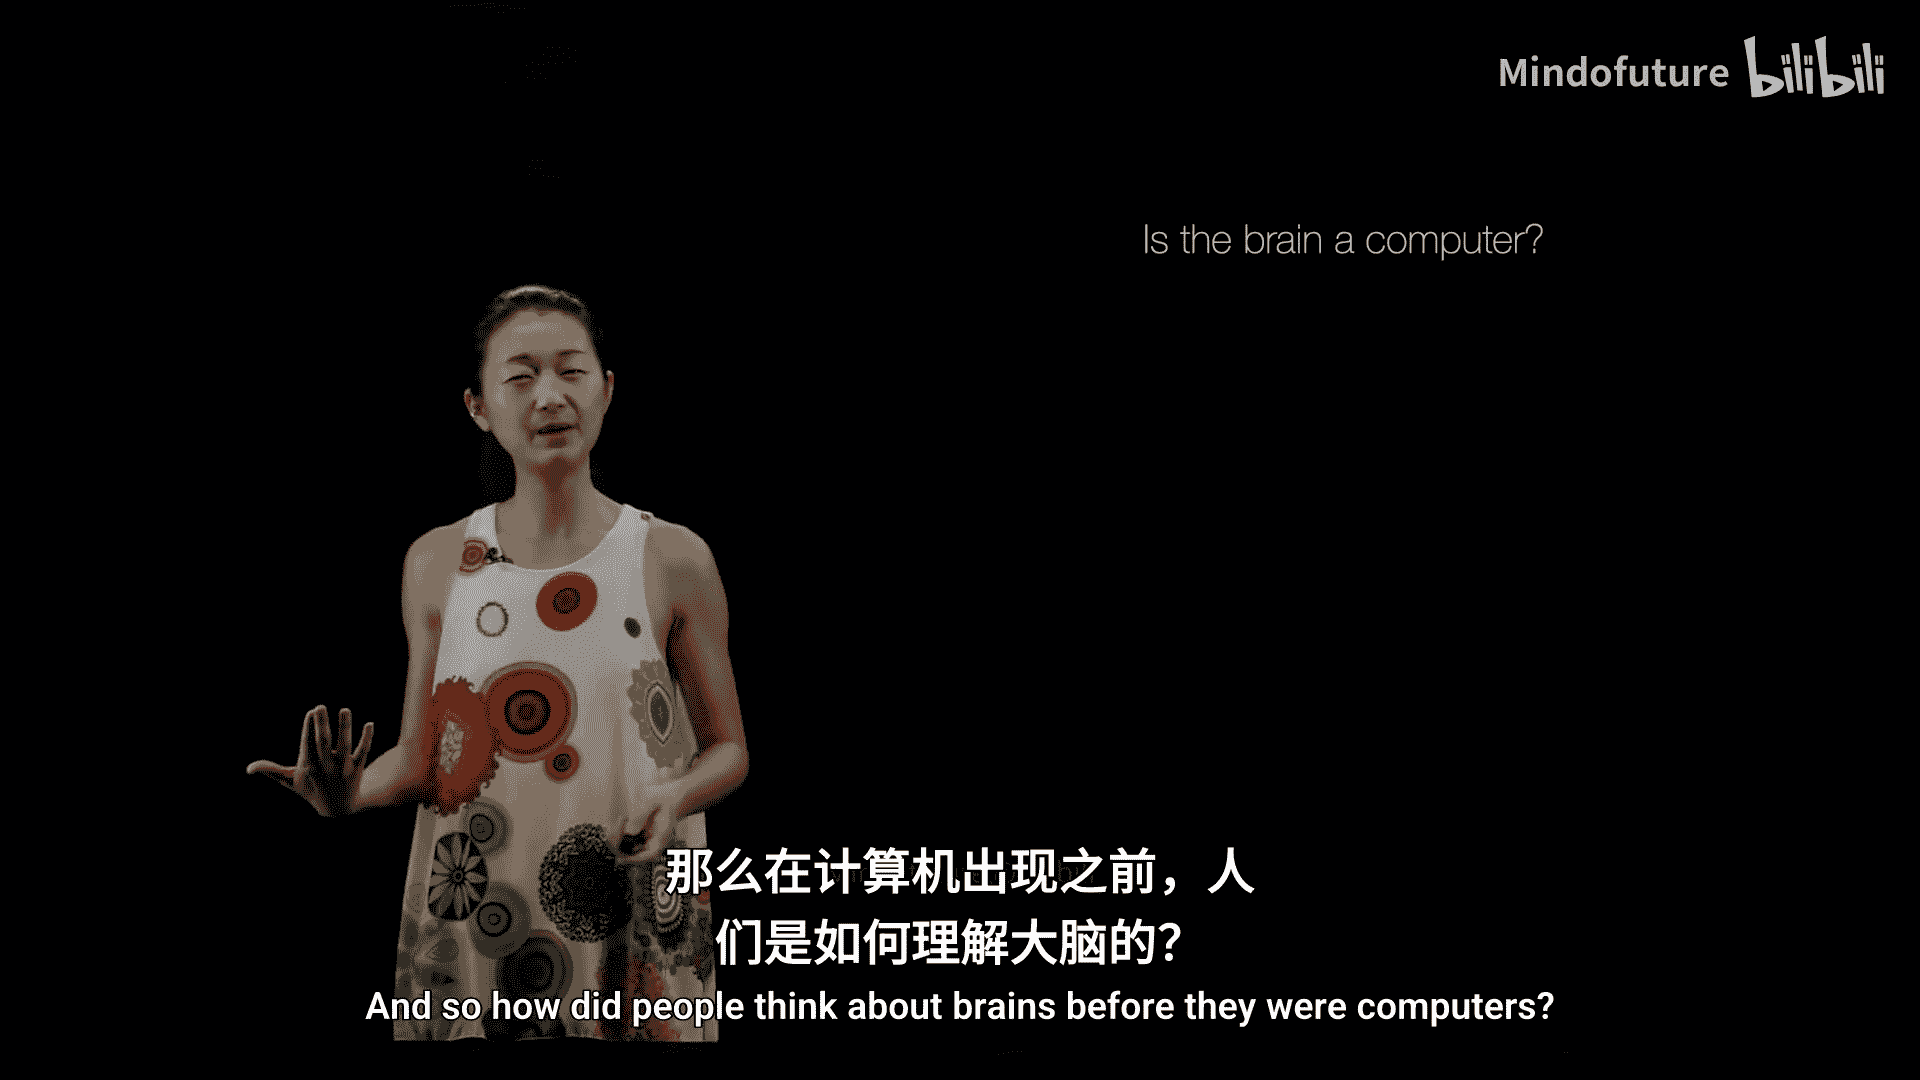 Mindofuture bilibili
Is the brain a computer?
那么在计算机出现之前，人
们是如何理解大脑的？
And so how did people think about brains before they were computers?